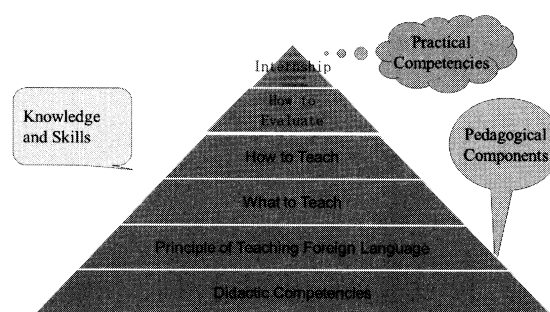 Practical
Competencies
Internship
How to
Evaluate
Knowledge
and Skills
Pedagogical
Components
How to Teach
What to Teach
Principle of Teaching Foreign Language
Didactic Competencies